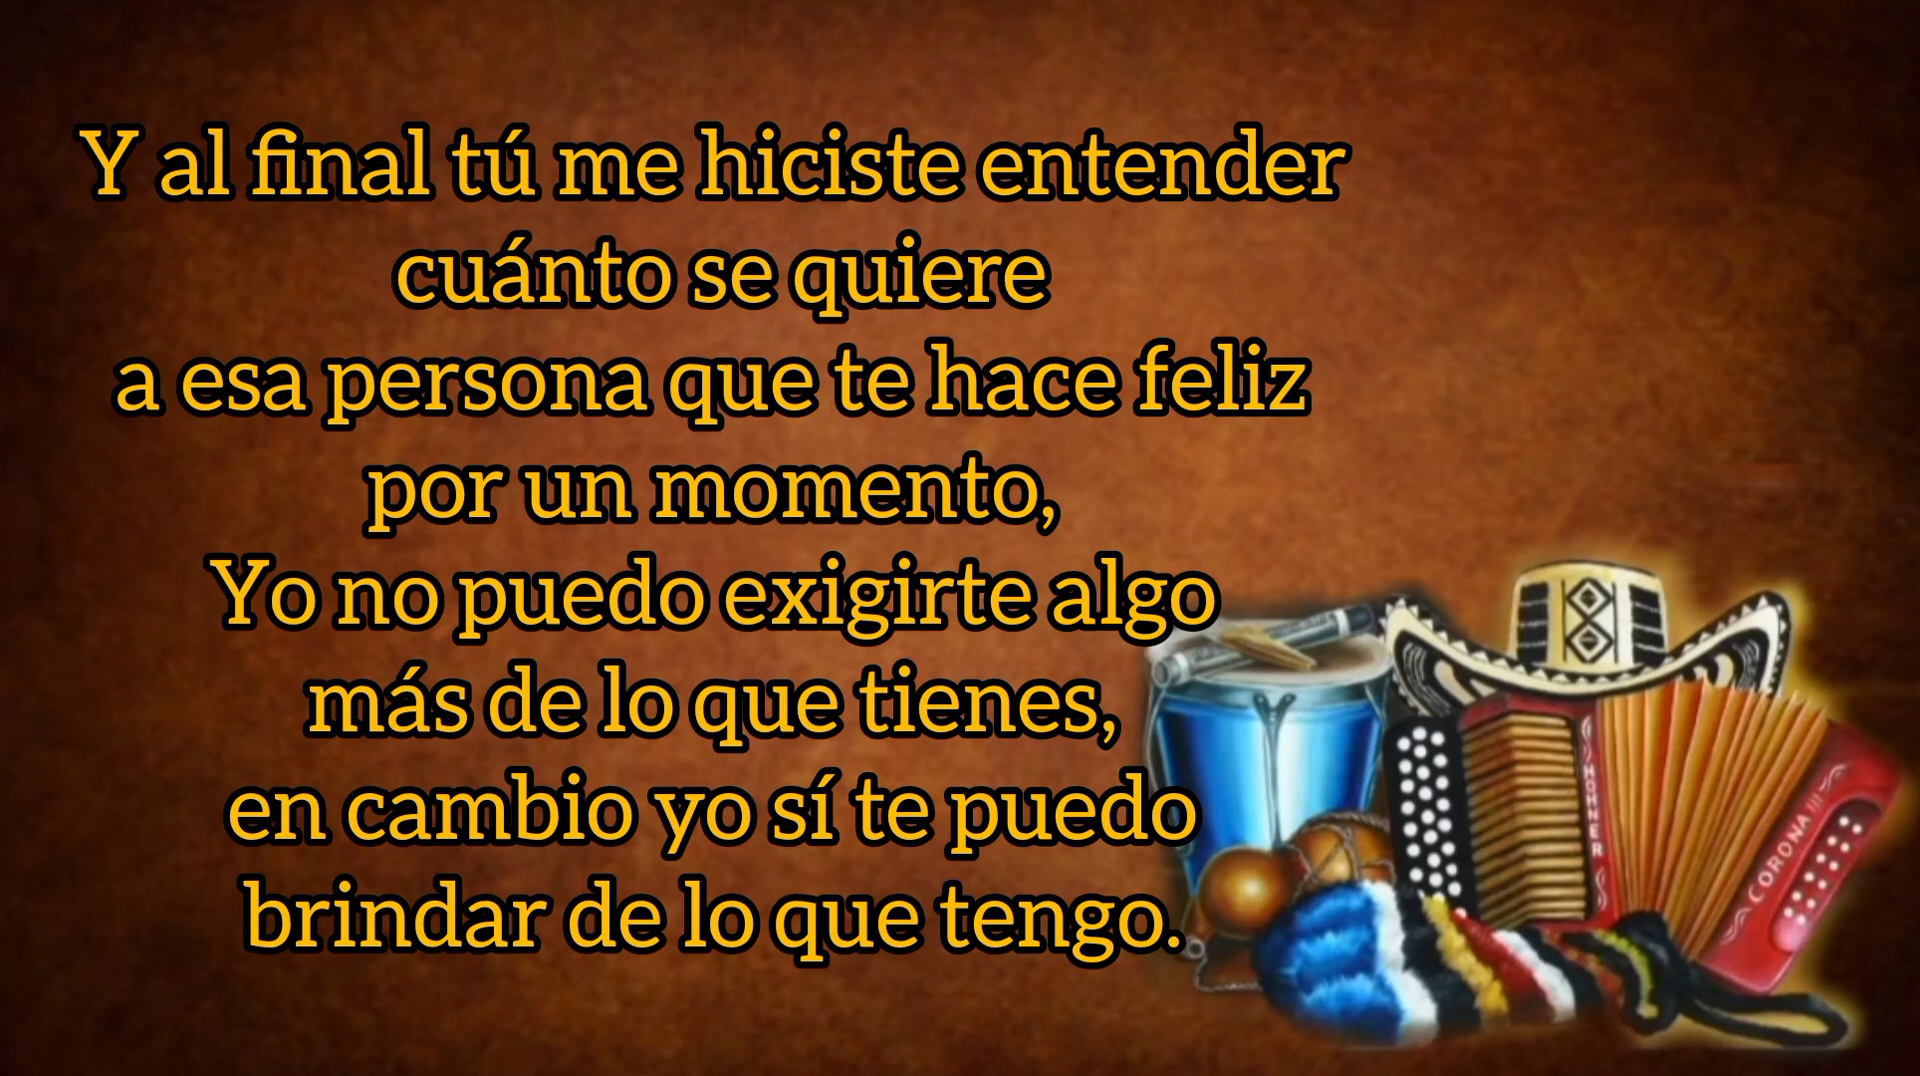 Y al final tú me hiciste entender
cuánto se quiere
a esa persona que te hace feliz
por un momento,
Yo no puedo exigirte algo
más de lo que tienes,
en cambio yo sí te puedo
brindar de lo que tengo.
HOHNER
CORONA III